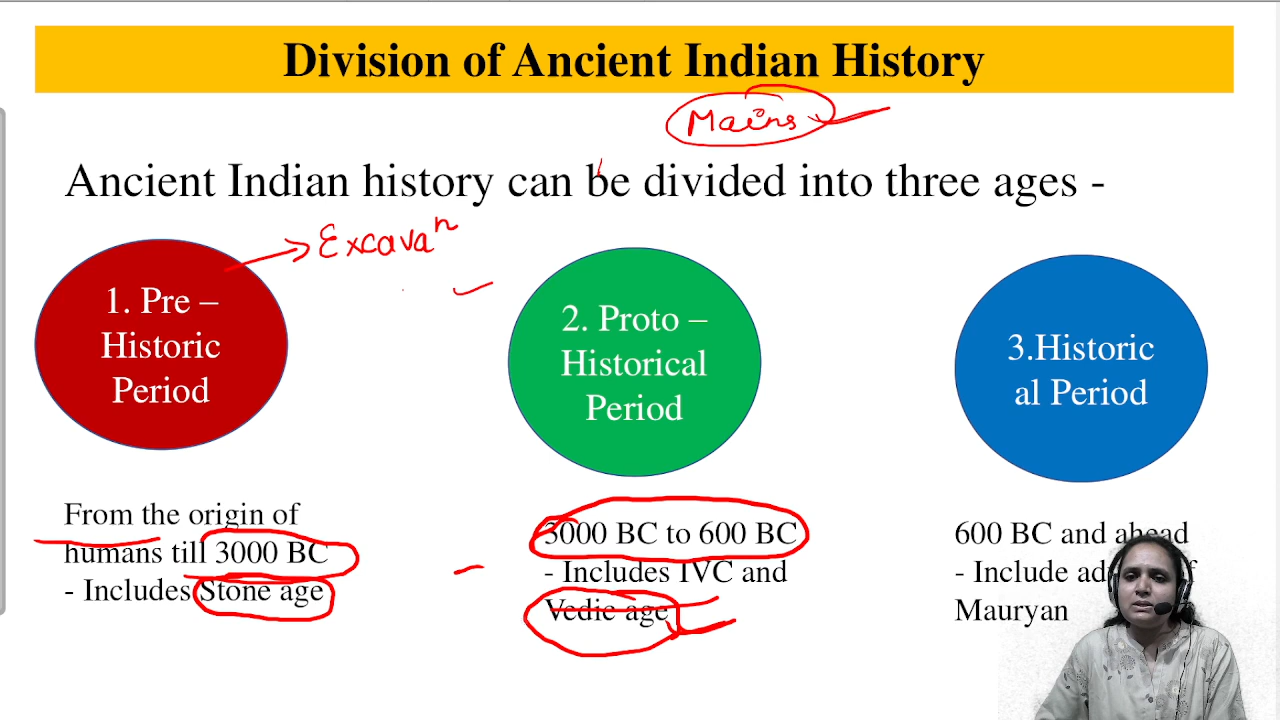 Division of Ancient Indian History
Mains
Ancient Indian history can be divided into three ages -
Excavaⁿ
1. Pre –
Historic
Period
2. Proto –
Historical
Period
3.Historic
al Period
From the origin of
humans till 3000 BC
- Includes Stone age
3000 BC to 600 BC
- Includes IVC and
Vedic age
600 BC and ahead
- Include
Mauryan